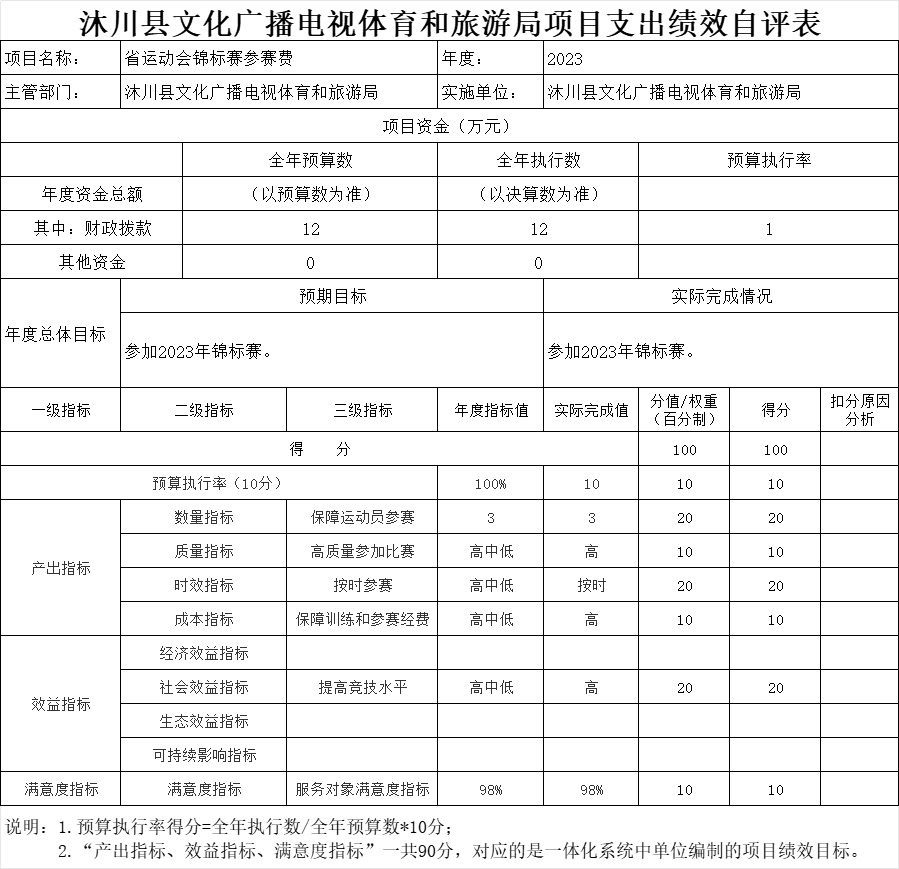 沐川县文化广播电视体育和旅游局项目支出绩效自评表
项目名称： 省运动会锦标赛参赛费 年度： 2023
主管部门： 沐川县文化广播电视体育和旅游局 实施单位： 沐川县文化广播电视体育和旅游局
项目资金（万元）
全年预算数 全年执行数 预算执行率
年度资金总额 （以预算数为准） （以决算数为准）
其中：财政拨款 12 12 1
其他资金 0 0
年度总体目标 预期目标 实际完成情况
参加2023年锦标赛。 参加2023年锦标赛。
一级指标 二级指标 三级指标 年度指标值 实际完成值 分值/权重（百分制） 得分 扣分原因分析
得 分 100 100
预算执行率（10分） 100% 10 10 10
产出指标 数量指标 保障运动员参赛 3 3 20 20
质量指标 高质量参加比赛 高中低 高 10 10
时效指标 按时参赛 高中低 按时 20 20
成本指标 保障训练和参赛经费 高中低 高 10 10
效益指标 经济效益指标
社会效益指标 提高竞技水平 高中低 高 20 20
生态效益指标
可持续影响指标
满意度指标 满意度指标 服务对象满意度指标 98% 98% 10 10
说明：1.预算执行率得分=全年执行数/全年预算数*10分；
2.“产出指标、效益指标、满意度指标”一共90分，对应的是一体化系统中单位编制的项目绩效目标。